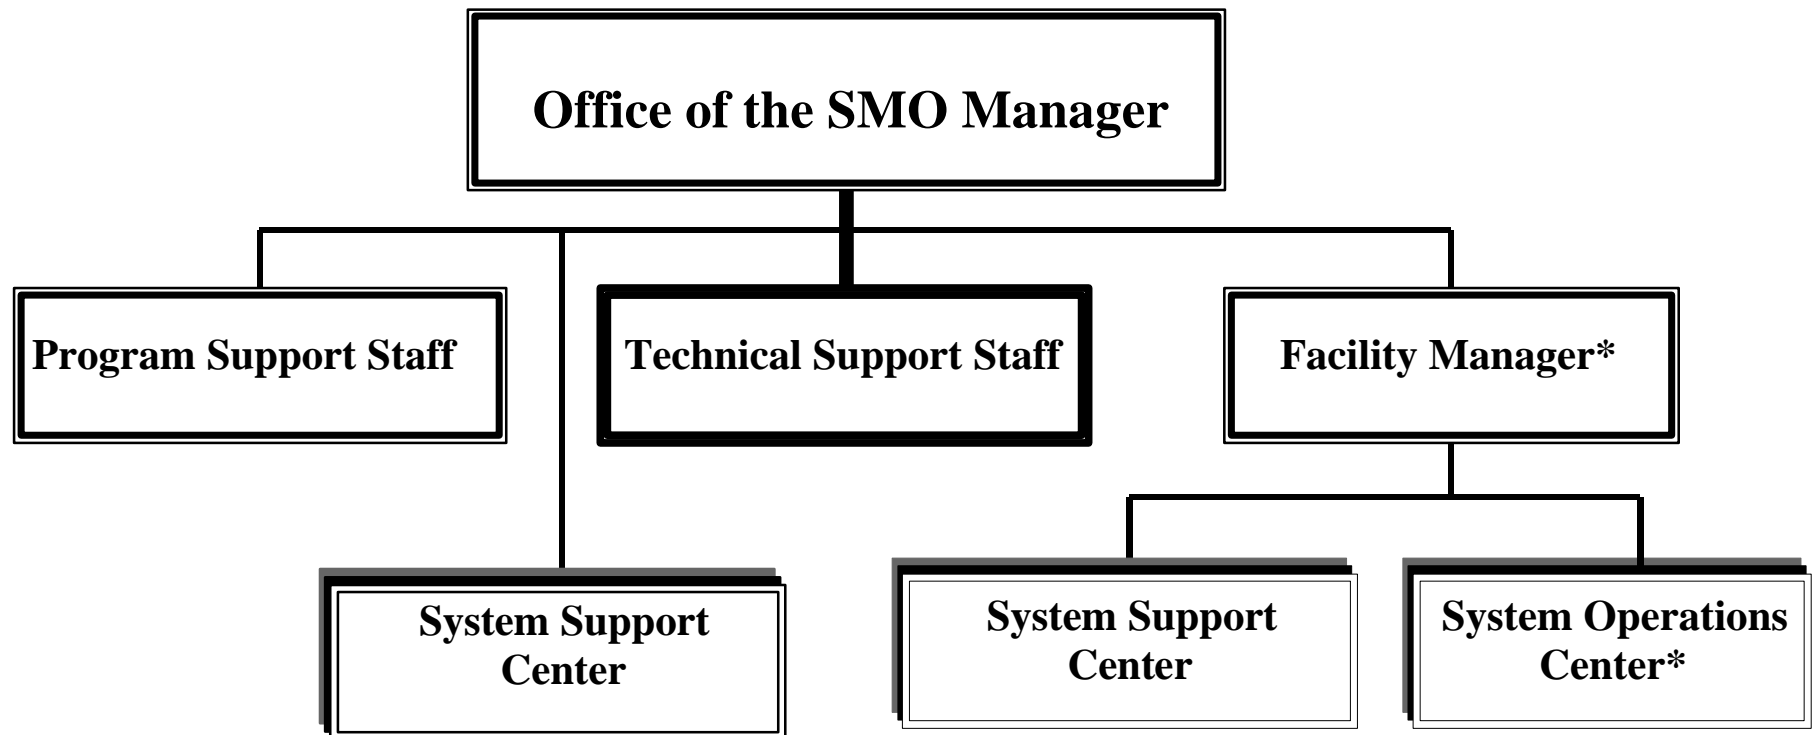 Office of the SMO Manager
Program Support Staff
Technical Support Staff
Facility Manager*
System Support
Center
System Support
Center
System Operations
Center*